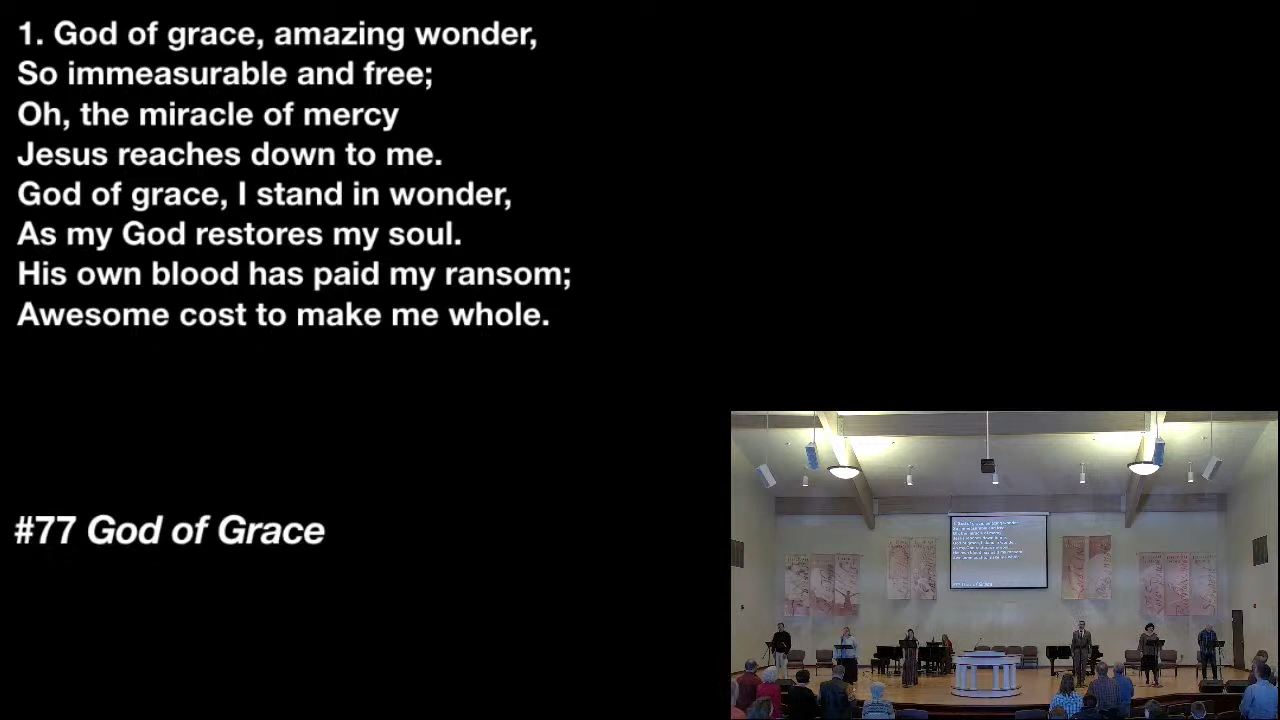 1. God of grace, amazing wonder,
So immeasurable and free;
Oh, the miracle of mercy
Jesus reaches down to me.
God of grace, I stand in wonder,
As my God restores my soul.
His own blood has paid my ransom;
Awesome cost to make me whole.
#77 God of Grace